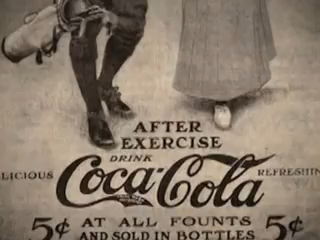 AFTER
EXERCISE
DRINK
LICIOUS Coca-Cola REFRESHIN
5¢ AT ALL FOUNTS 5¢
AND SOLD IN BOTTLES